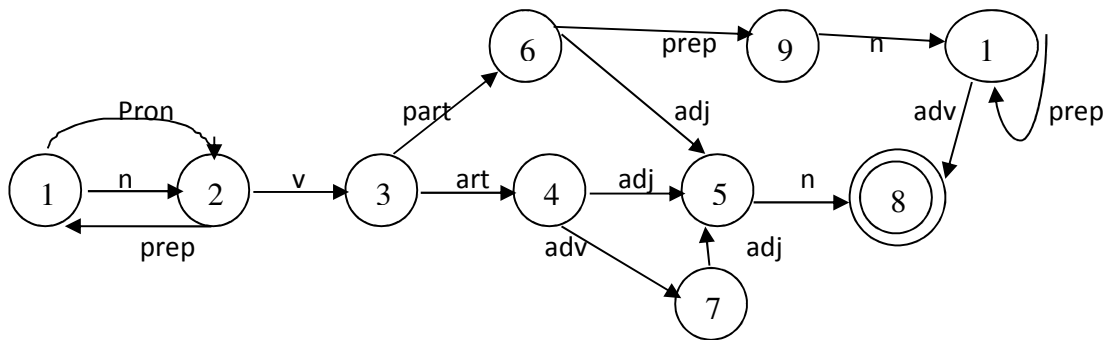 6 prep 9 n 1
part adj adv prep
Pron
1 n 2 v 3 art 4 adj 5 n 8
prep adv adj
7